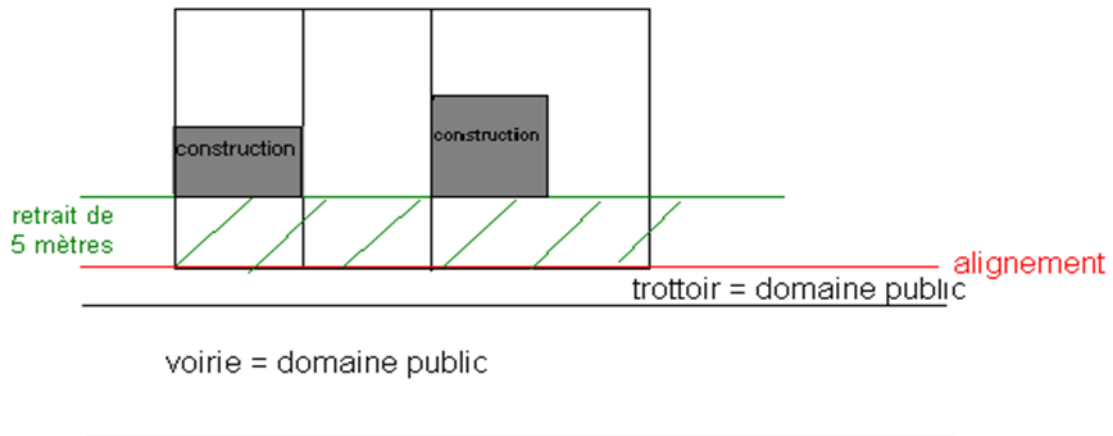 construction
construction
retrait de
5 mètres
alignement
trottoir = domaine public
voirie = domaine public